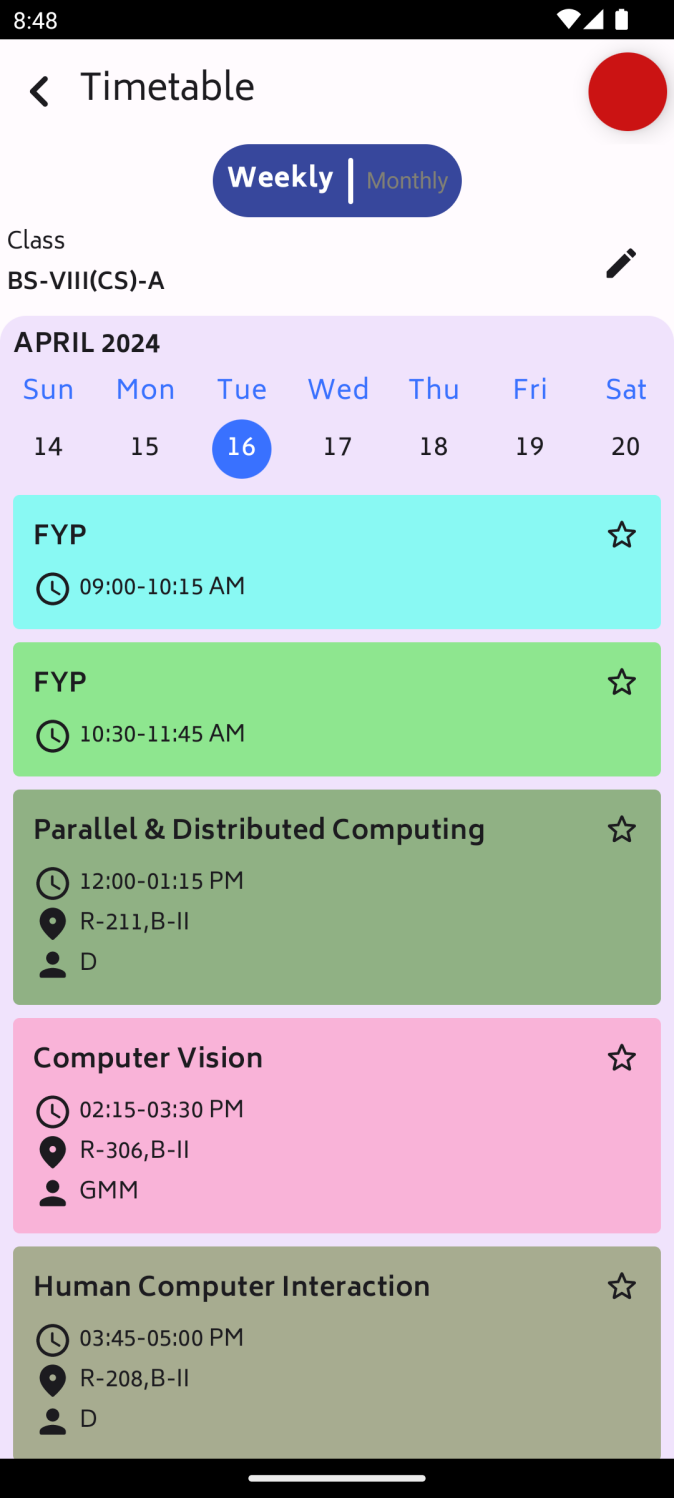 8:48
Timetable
Weekly Monthly
Class
BS-VIII(CS)-A
APRIL 2024
Sun Mon Tue Wed Thu Fri Sat
14 15 16 17 18 19 20
FYP
09:00-10:15 AM
FYP
10:30-11:45 AM
Parallel & Distributed Computing
12:00-01:15 PM
R-211,B-II
D
Computer Vision
02:15-03:30 PM
R-306,B-II
GMM
Human Computer Interaction
03:45-05:00 PM
R-208,B-II
D